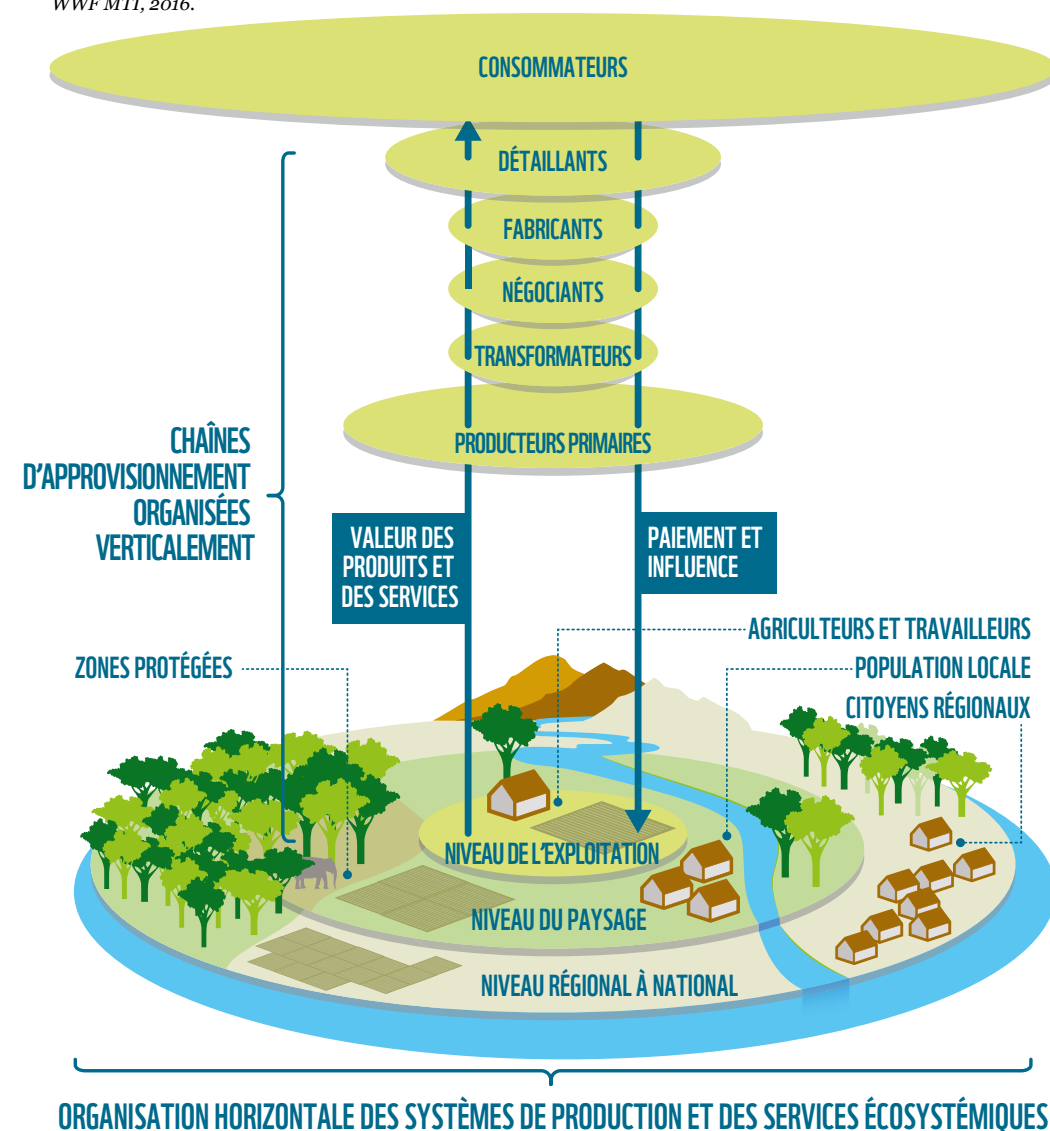 WWF MTI, 2016.
CONSOMMATEURS
DÉTAILLANTS
FABRICANTS
NÉGOCIANTS
TRANSFORMATEURS
PRODUCTEURS PRIMAIRES
CHAÎNES
D'APPROVISIONNEMENT
ORGANISÉES
VERTICALEMENT
VALEUR DES
PRODUITS ET
DES SERVICES
PAIEMENT ET
INFLUENCE
AGRICULTEURS ET TRAVAILLEURS
ZONES PROTÉGÉES
POPULATION LOCALE
CITOYENS RÉGIONAUX
NIVEAU DE L'EXPLOITATION
NIVEAU DU PAYSAGE
NIVEAU RÉGIONAL À NATIONAL
ORGANISATION HORIZONTALE DES SYSTÈMES DE PRODUCTION ET DES SERVICES ÉCOSYSTÉMIQUES